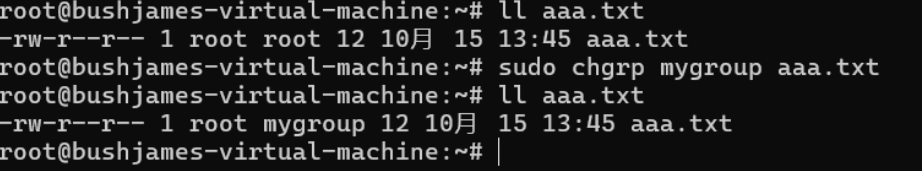 root@bushjames-virtual-machine:~# ll aaa.txt
-rw-r--r-- 1 root root 12 10月 15 13:45 aaa.txt
root@bushjames-virtual-machine:~# sudo chgrp mygroup aaa.txt
root@bushjames-virtual-machine:~# ll aaa.txt
-rw-r--r-- 1 root mygroup 12 10月 15 13:45 aaa.txt
root@bushjames-virtual-machine:~#